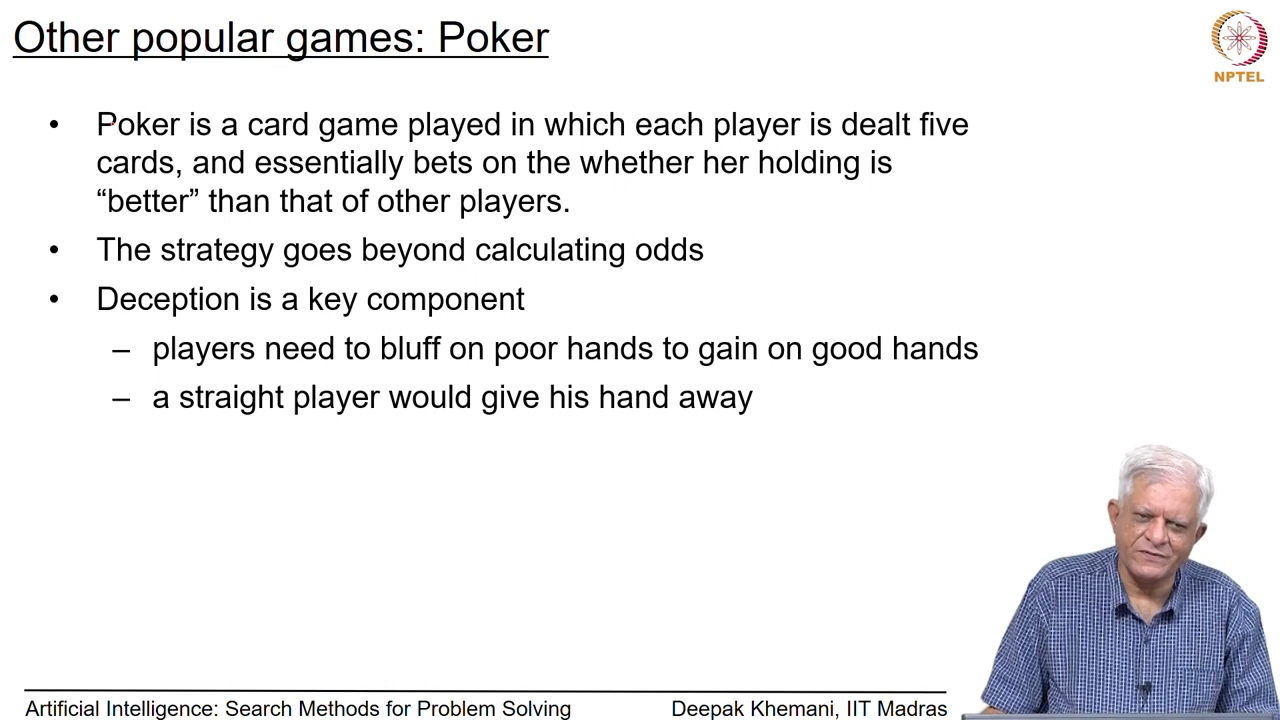 Other popular games: Poker
NPTEL
• Poker is a card game played in which each player is dealt five
cards, and essentially bets on the whether her holding is
“better” than that of other players.
• The strategy goes beyond calculating odds
• Deception is a key component
– players need to bluff on poor hands to gain on good hands
– a straight player would give his hand away
Artificial Intelligence: Search Methods for Problem Solving
Deepak Khemani, IIT Madras